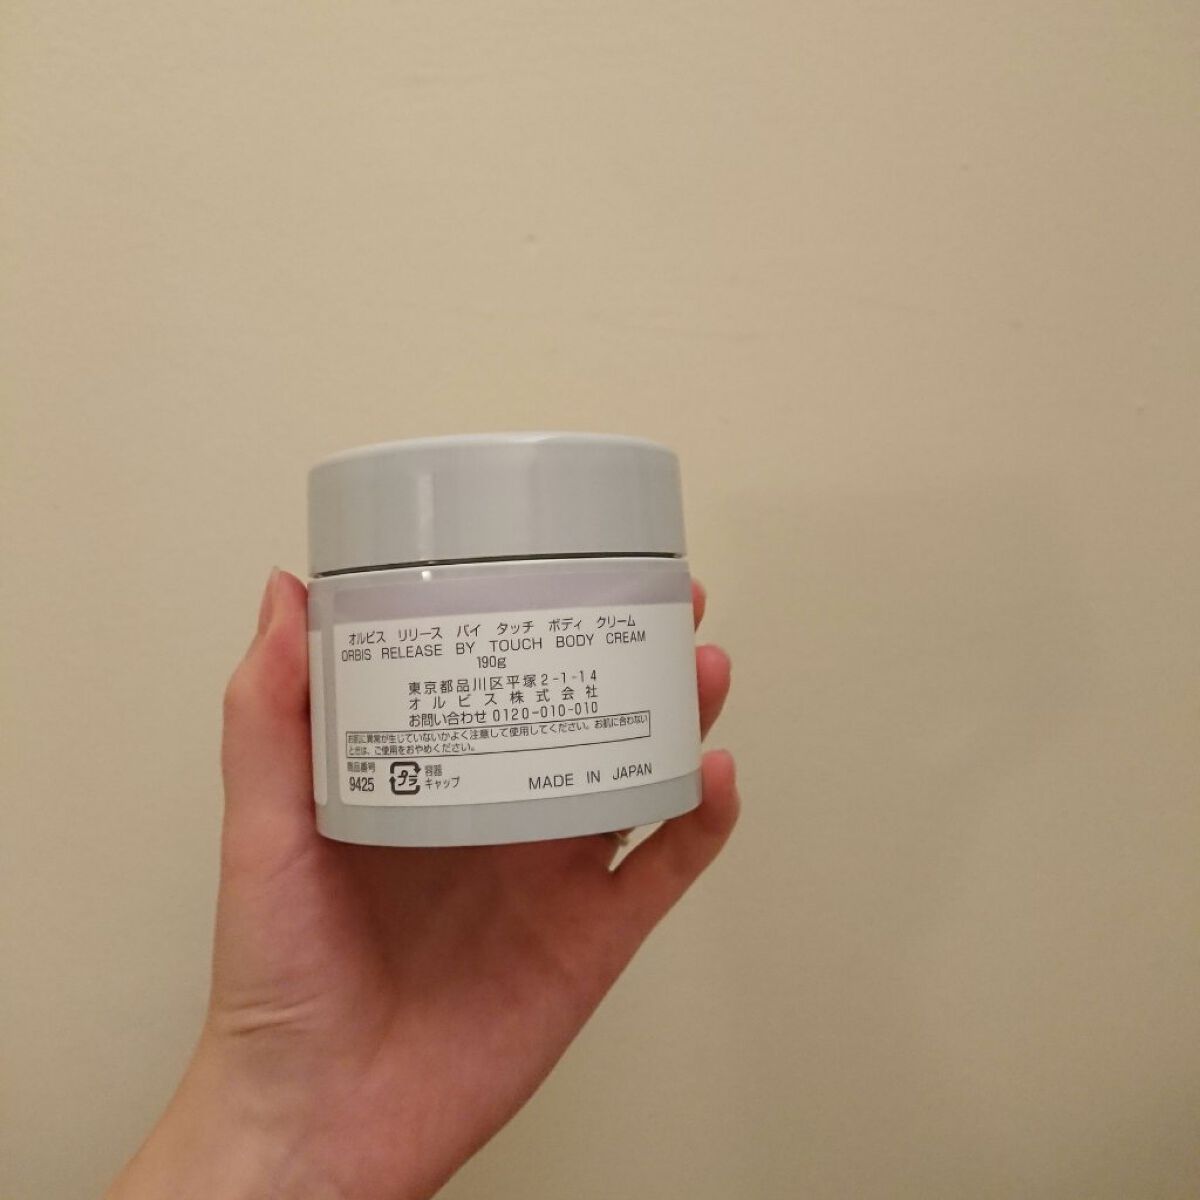 オルビス リリース バイ タッチ ボディ クリーム
ORBIS RELEASE BY TOUCH BODY CREAM
190g
東京都品川区平塚2-1-14
オルビス株式会社
お問い合わせ 0120-010-010
お肌に異常が生じていないかよく注意して使用してください。お肌に合わない
ときは、ご使用をおやめください。
商品番号
9425
プラ
容器
キャップ
MADE IN JAPAN